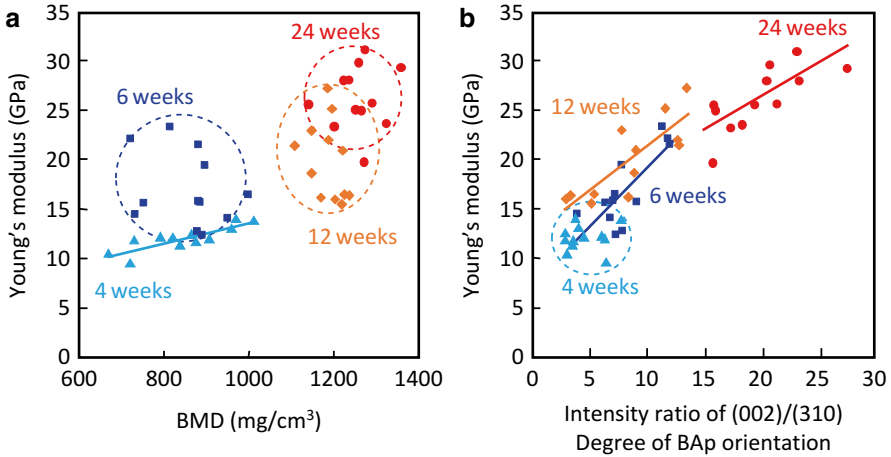 a
Young's modulus (GPa)
35
30
25
20
15
10
5
0
600
800
1000
1200
1400
BMD (mg/cm³)
24 weeks
6 weeks
12 weeks
4 weeks
b
Young's modulus (GPa)
35
30
25
20
15
10
5
0
0
5
10
15
20
25
30
Intensity ratio of (002)/(310)
Degree of BAp orientation
24 weeks
12 weeks
6 weeks
4 weeks